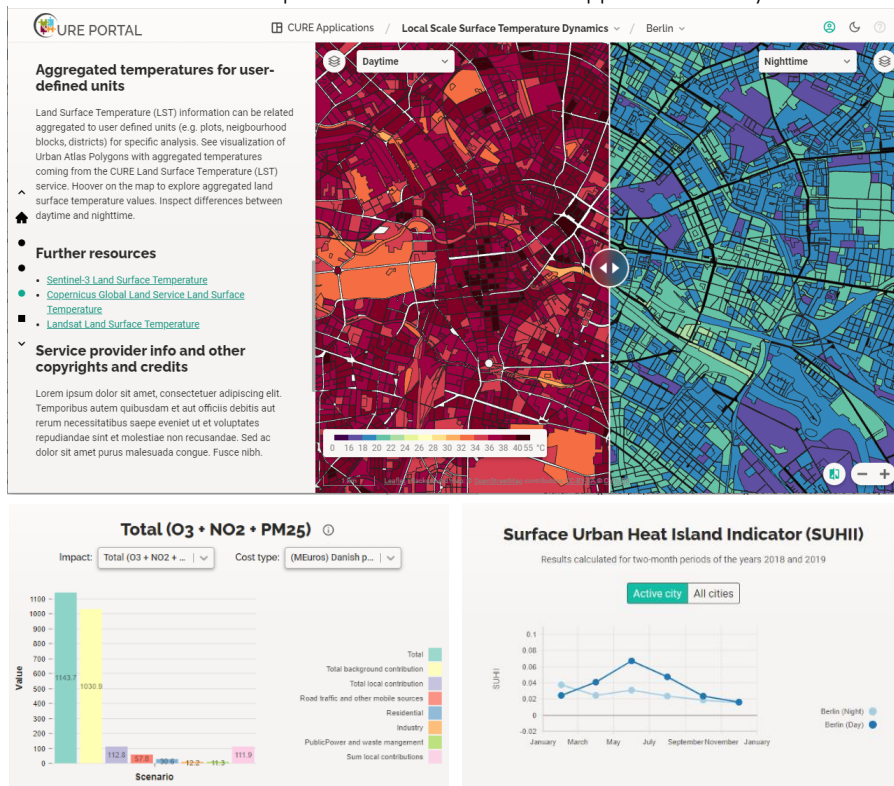 CURE PORTAL
CURE Applications / Local Scale Surface Temperature Dynamics / Berlin
Aggregated temperatures for user-
defined units
Land Surface Temperature (LST) information can be related
aggregated to user defined units (e.g. plots, neigbourhood
blocks, districts) for specific analysis. See visualization of
Urban Atlas Polygons with aggregated temperatures
coming from the CURE Land Surface Temperature (LST)
service. Hoover on the map to explore aggregated land
surface temperature values. Inspect differences between
daytime and nighttime.
Further resources
Sentinel-3 Land Surface Temperature
Copernicus Global Land Service Land Surface
Temperature
Landsat Land Surface Temperature
Service provider info and other
copyrights and credits
Lorem ipsum dolor sit amet, consectetuer adipiscing elit.
Temporibus autem quibusdam et aut officiis debitis aut
rerum necessitatibus saepe eveniet ut et voluptates
repudiandae sint et molestiae non recusandae. Sed ac
dolor sit amet purus malesuada congue. Fusce nibh.
Daytime
Nighttime
0 16 18 20 22 24 26 28 30 32 34 36 38 40 55 °C
Total (O3 + NO2 + PM25)
Impact: Total (O3 + NO2 + ... Cost type: (MEuros) Danish p...
Value
1100
1000
900
800
700
600
500
400
300
200
100
0
1143.7
1030.9
112.8
57.8
30.6
12.2
11.3
111.9
Scenario
Total
Total background contribution
Total local contribution
Road traffic and other mobile sources
Residential
Industry
PublicPower and waste mangement
Sum local contributions
Surface Urban Heat Island Indicator (SUHII)
Results calculated for two-month periods of the years 2018 and 2019
Active city All cities
SUHII
0.1
0.08
0.06
0.04
0.02
0
-0.02
January March May July September November January
Berlin (Night)
Berlin (Day)